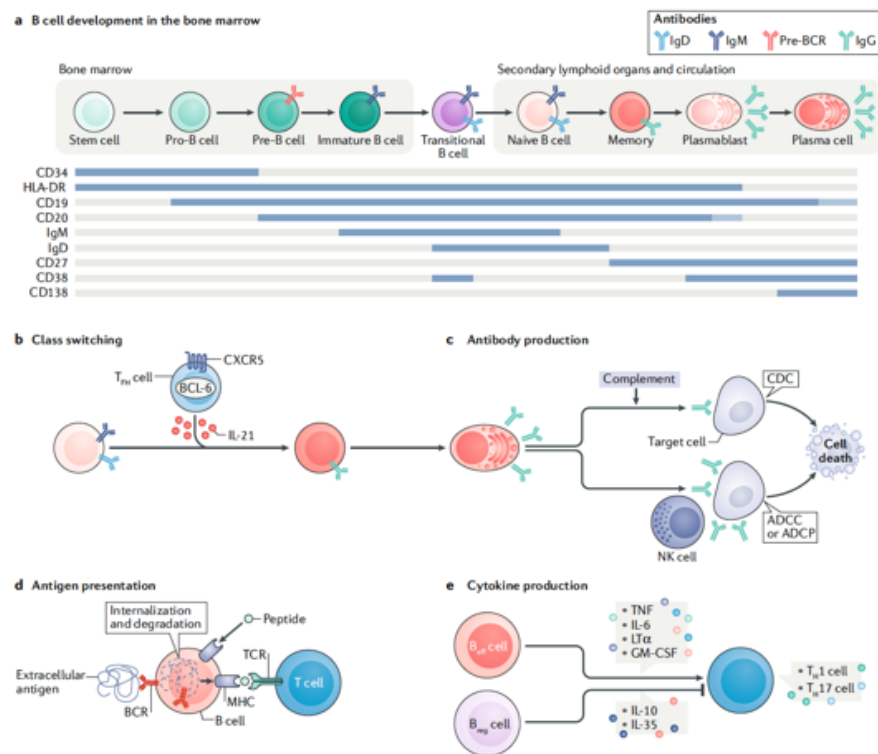 a B cell development in the bone marrow
Antibodies
IgD IgM Pre-BCR IgG
Bone marrow
Secondary lymphoid organs and circulation
Stem cell
Pro-B cell
Pre-B cell
Immature B cell
Transitional
B cell
Naive B cell
Memory
Plasmablast
Plasma cell
CD34
HLA-DR
CD19
CD20
IgM
IgD
CD27
CD38
CD138
b Class switching
CXCR5
TFH cell
BCL-6
IL-21
c Antibody production
Complement
CDC
Target cell
Cell
death
NK cell
ADCC
or ADCP
d Antigen presentation
Internalization
and degradation
Peptide
TCR
Extracellular
antigen
BCR
B cell
MHC
T cell
e Cytokine production
Beff cell
• TNF
• IL-6
• LTα
• GM-CSF
• TH1 cell
• TH17 cell
Breg cell
• IL-10
• IL-35